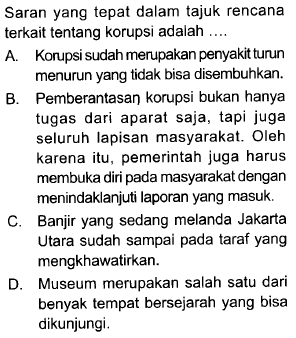 Saran yang tepat dalam tajuk rencana
terkait tentang korupsi adalah ....
A. Korupsi sudah merupakan penyakit turun
menurun yang tidak bisa disembuhkan.
B. Pemberantasan korupsi bukan hanya
tugas dari aparat saja, tapi juga
seluruh lapisan masyarakat. Oleh
karena itu, pemerintah juga harus
membuka diri pada masyarakat dengan
menindaklanjuti laporan yang masuk.
C. Banjir yang sedang melanda Jakarta
Utara sudah sampai pada taraf yang
mengkhawatirkan.
D. Museum merupakan salah satu dari
benyak tempat bersejarah yang bisa
dikunjungi.